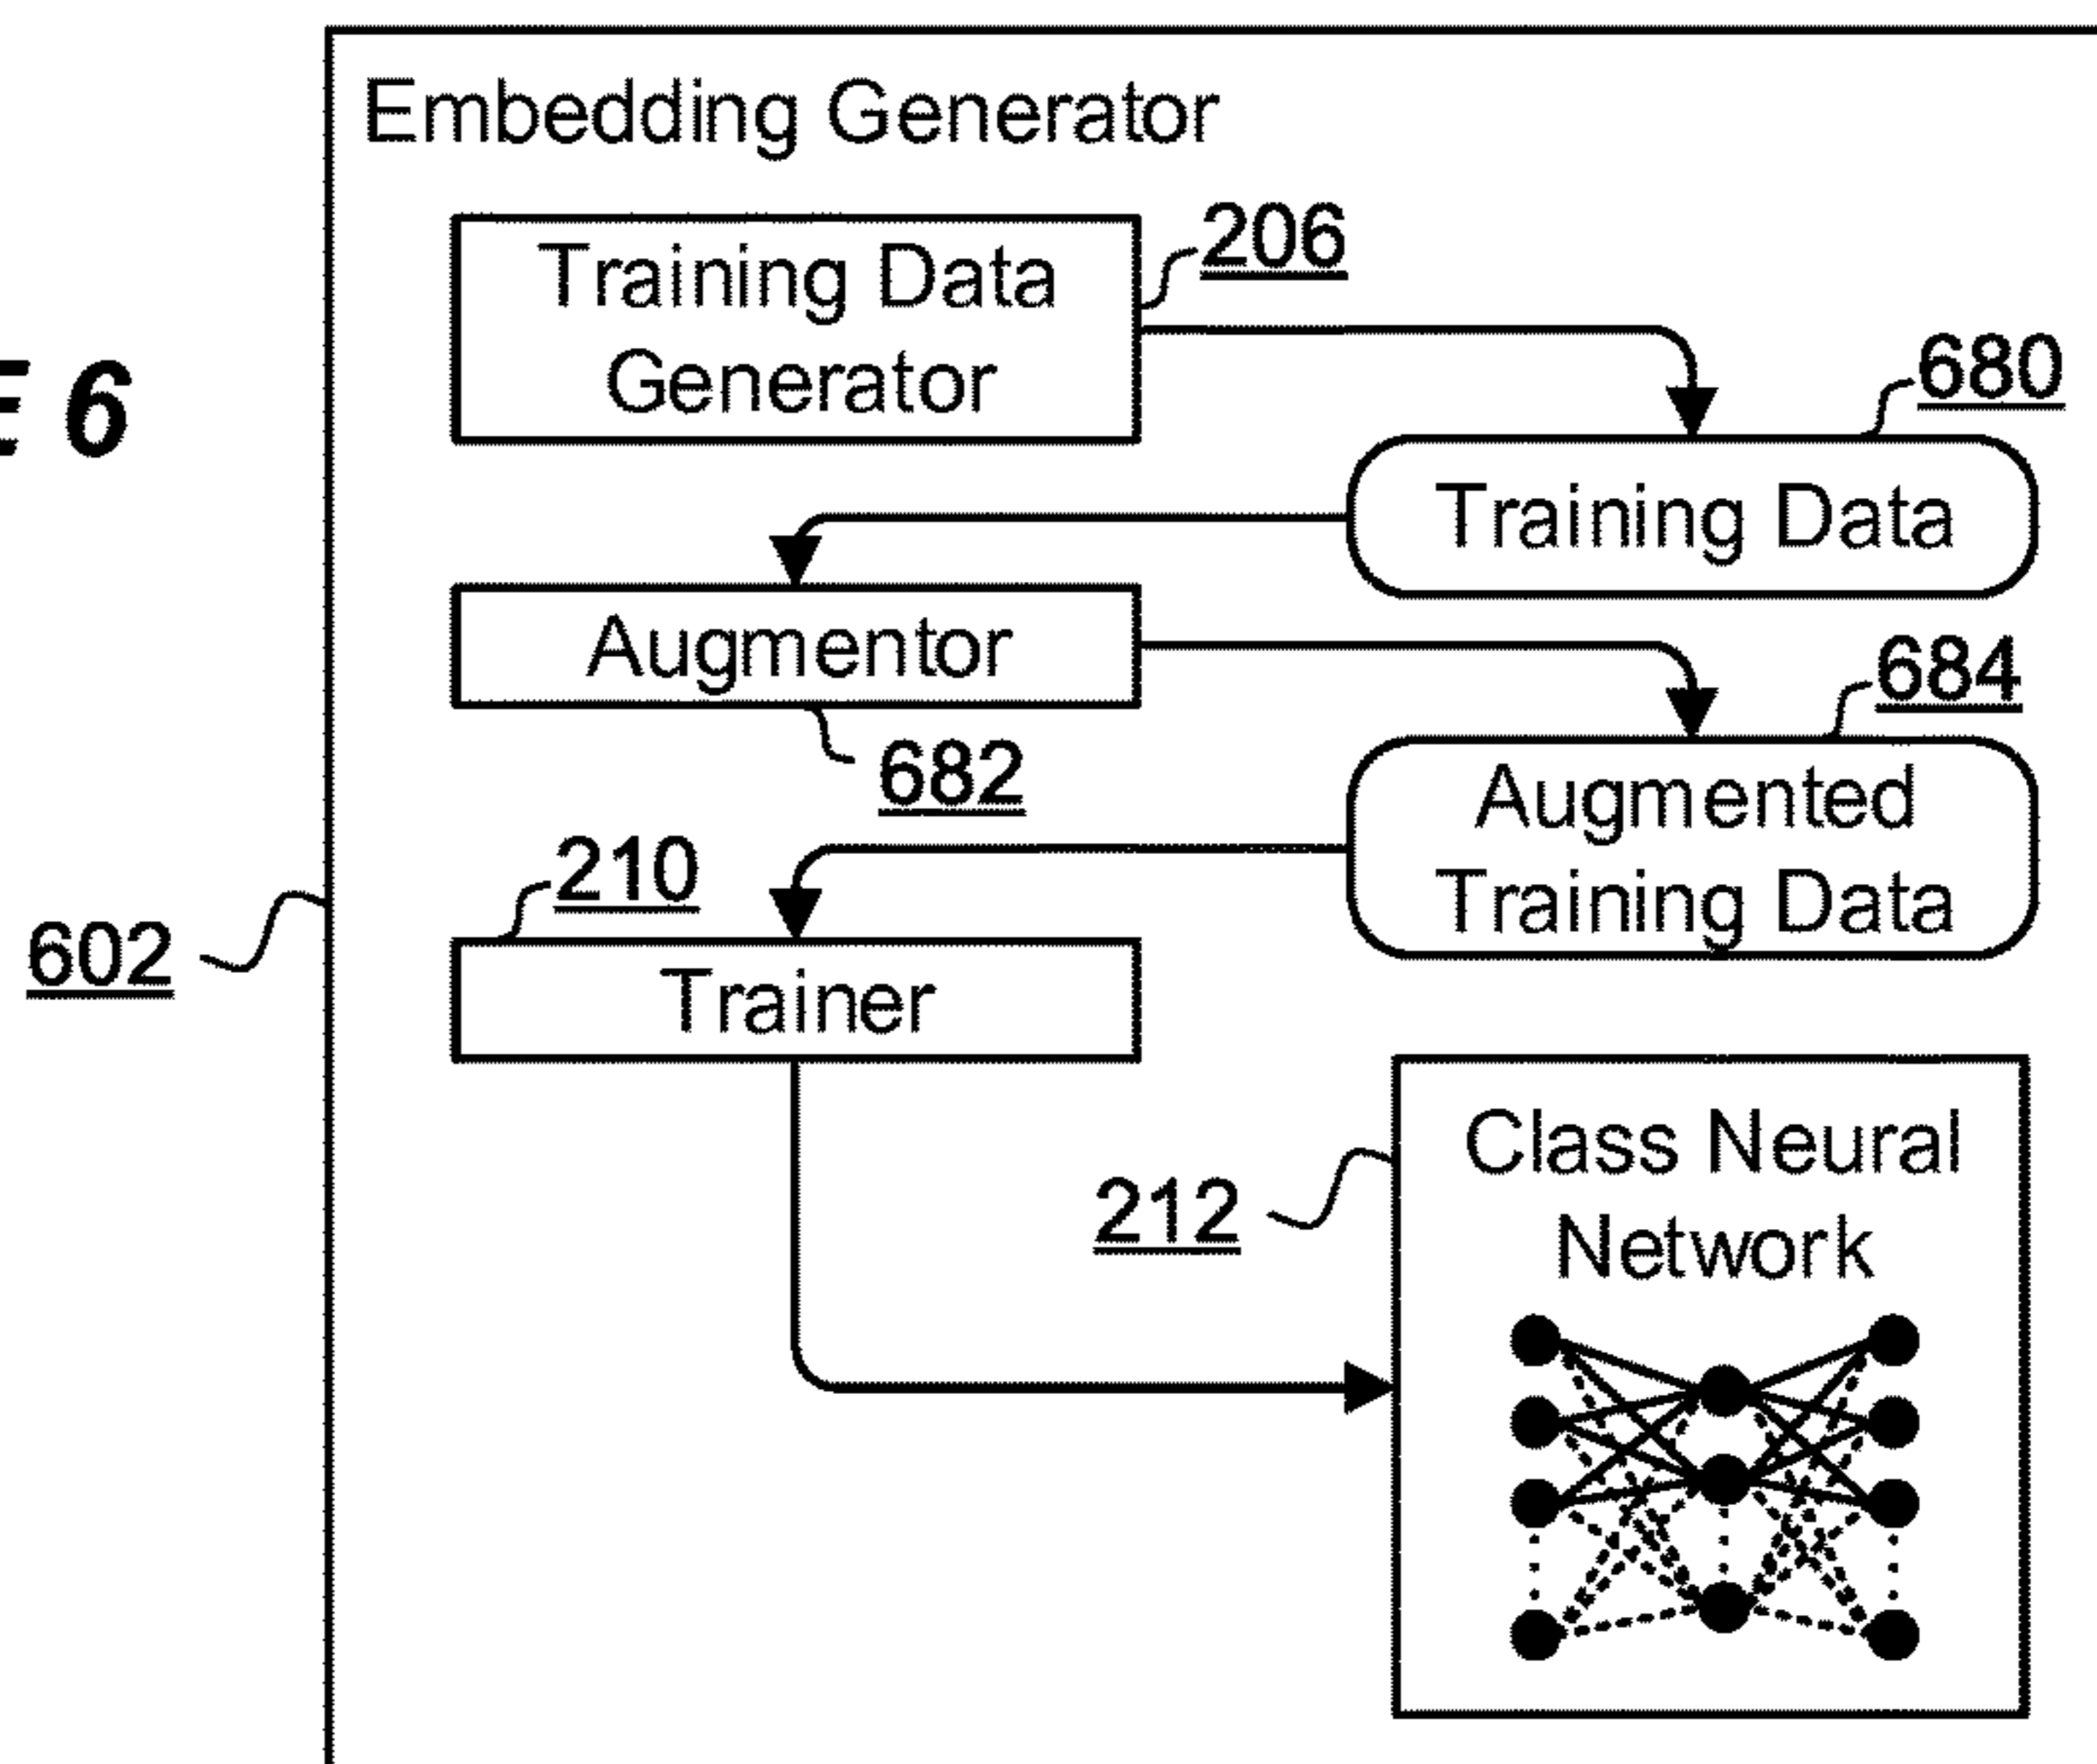 Embedding Generator
206
Training Data
Generator
680
6
Training Data
Augmentor
684
682
Augmented
Training Data
210
602
Trainer
Class Neural
Network
212